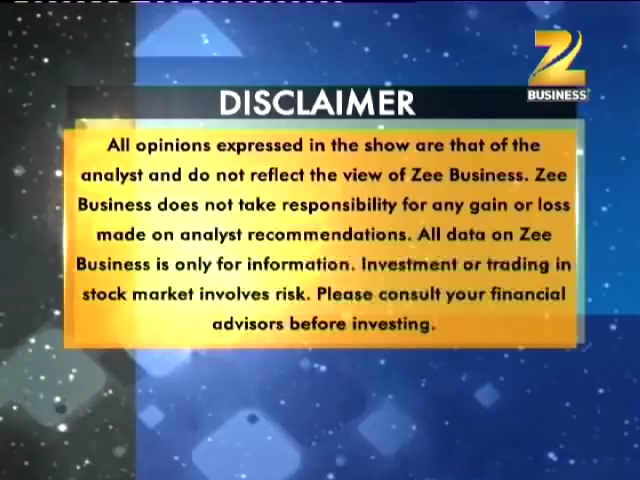 Z
BUSINESS
DISCLAIMER
All opinions expressed in the show are that of the
analyst and do not reflect the view of Zee Business. Zee
Business does not take responsibility for any gain or loss
made on analyst recommendations. All data on Zee
Business is only for information. Investment or trading in
stock market involves risk. Please consult your financial
advisors before investing.